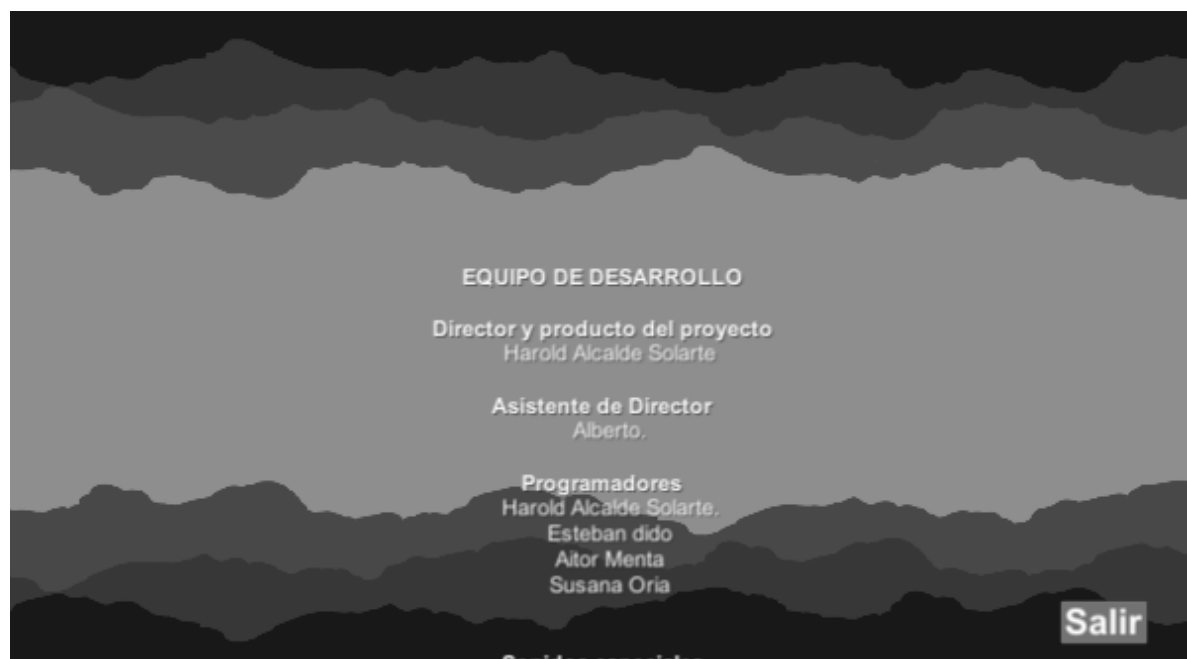 EQUIPO DE DESARROLLO
Director y producto del proyecto
Harold Alcalde Solarte
Asistente de Director
Alberto.
Programadores
Harold Alcalde Solarte.
Esteban dido
Aitor Menta
Susana Oria
Salir